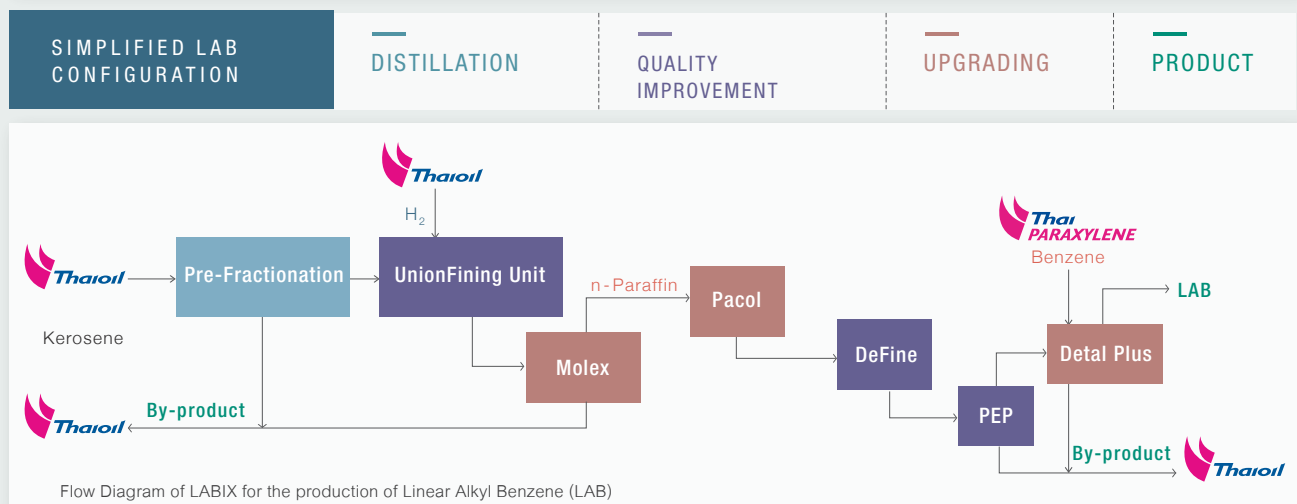 SIMPLIFIED LAB
CONFIGURATION
DISTILLATION
QUALITY
IMPROVEMENT
UPGRADING
PRODUCT
Thaioil
H₂
Thai
PARAXYLENE
Benzene
Thaioil
Pre-Fractionation
UnionFining Unit
n-Paraffin
Pacol
LAB
Kerosene
Molex
DeFine
Detal Plus
By-product
Thaioil
PEP
By-product
Thaioil
Flow Diagram of LABIX for the production of Linear Alkyl Benzene (LAB)